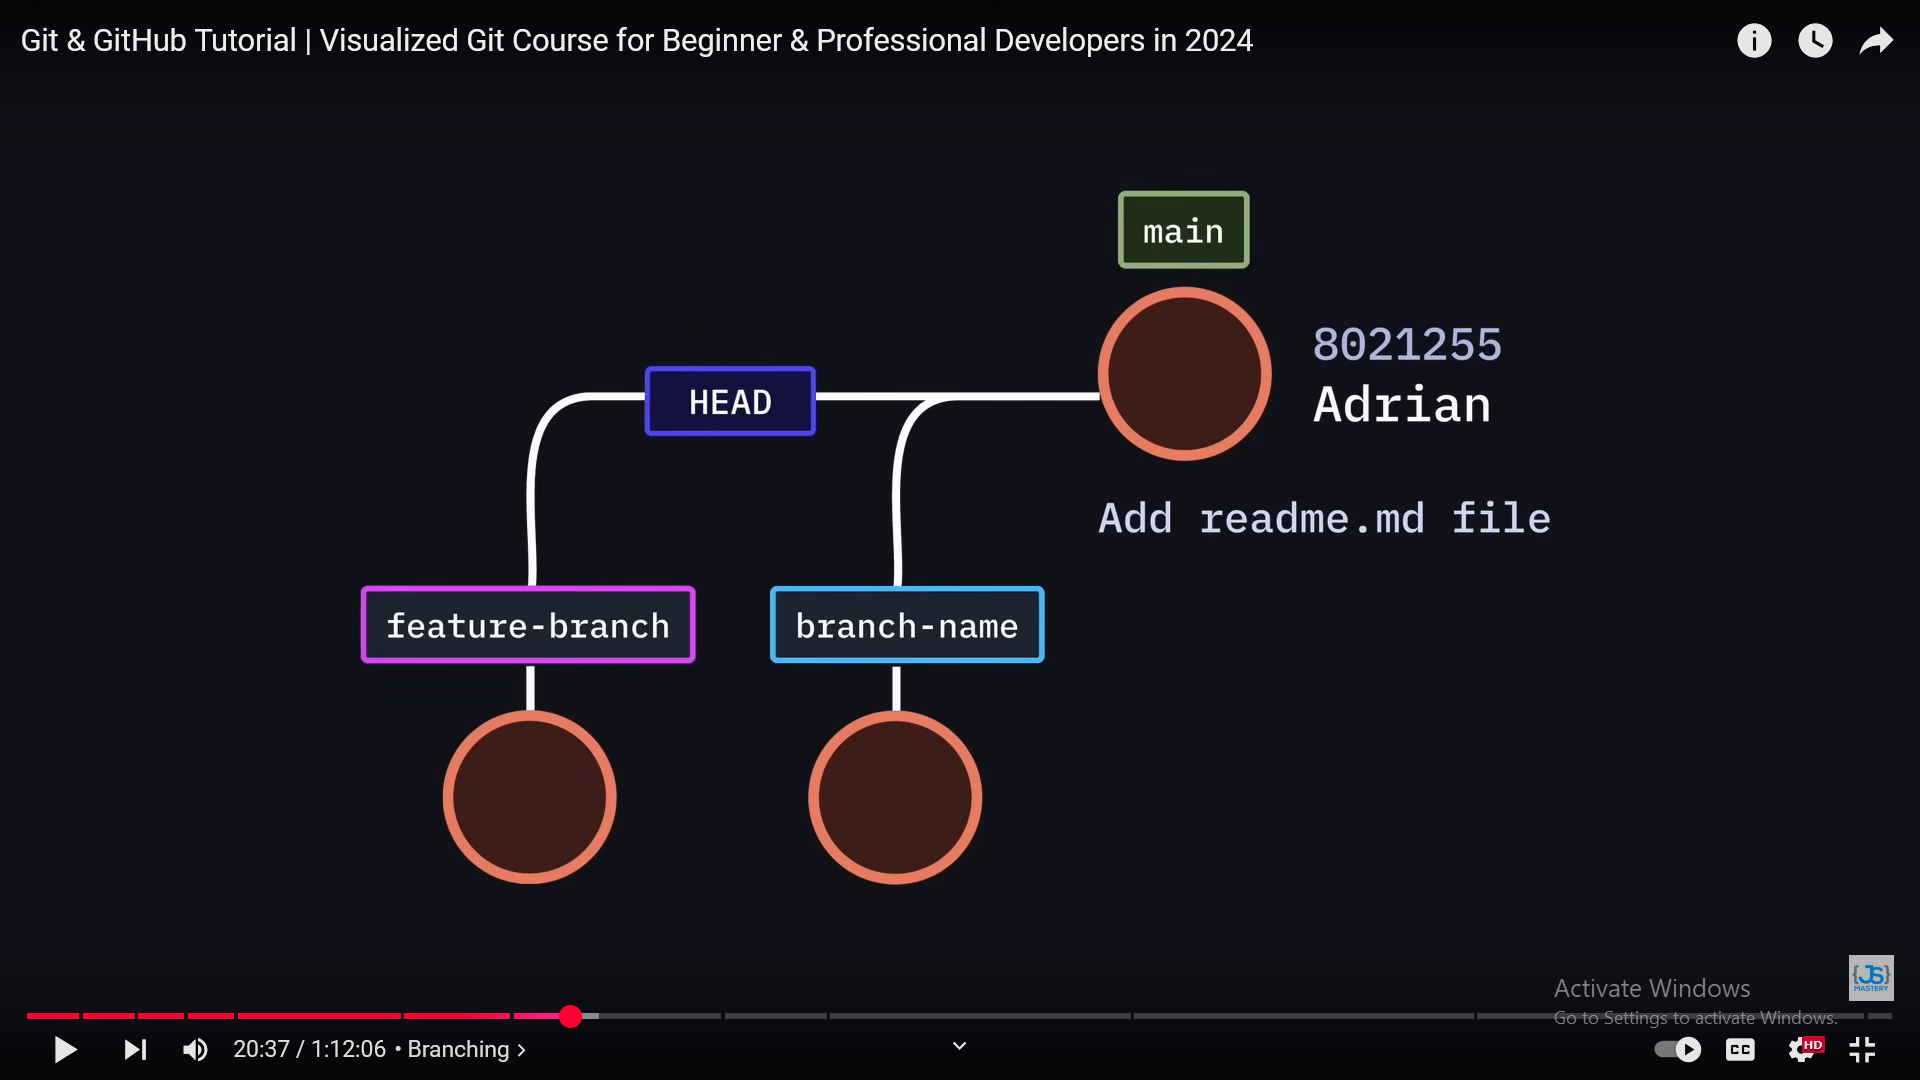 Git & GitHub Tutorial | Visualized Git Course for Beginner & Professional Developers in 2024
main
8021255
HEAD
Adrian
Add readme.md file
feature-branch
branch-name
{JS}
MASTERY
Activate Windows
Go to Settings to activate Windows.
20:37 / 1:12:06 • Branching >
CC
HD